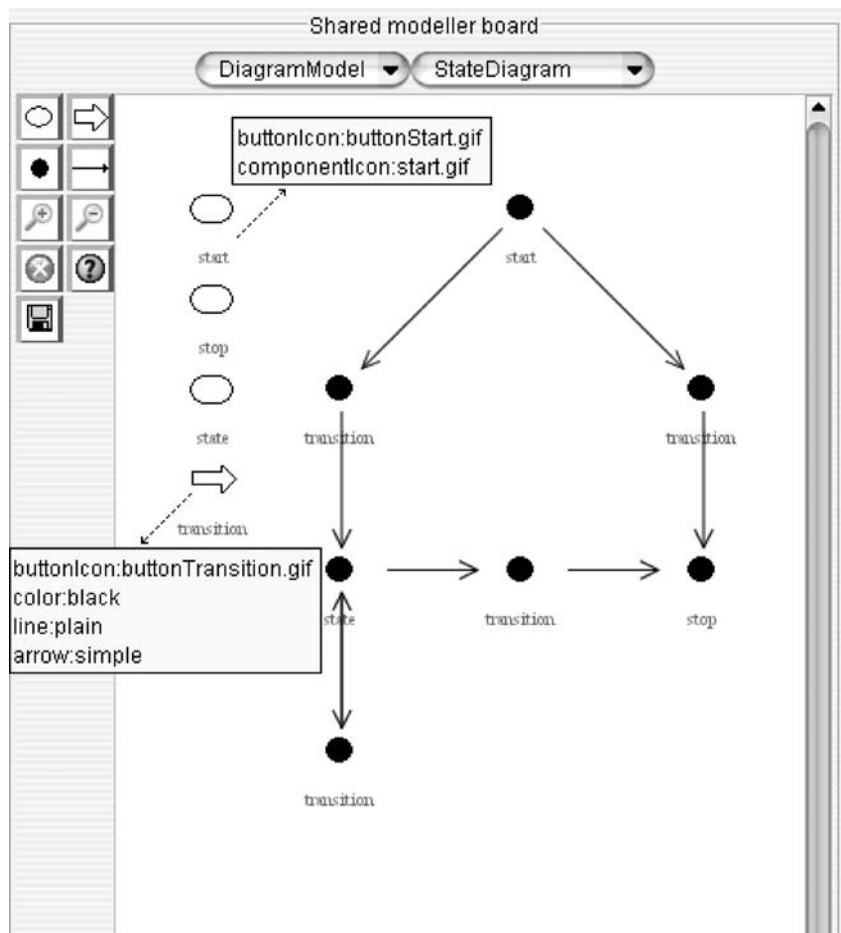 Shared modeller board
DiagramModel StateDiagram
buttonIcon:buttonStart.gif
componentIcon:start.gif
start
start
stop
state
transition
transition
transition
buttonIcon:buttonTransition.gif
color:black
line:plain
arrow:simple
state
transition
stop
transition